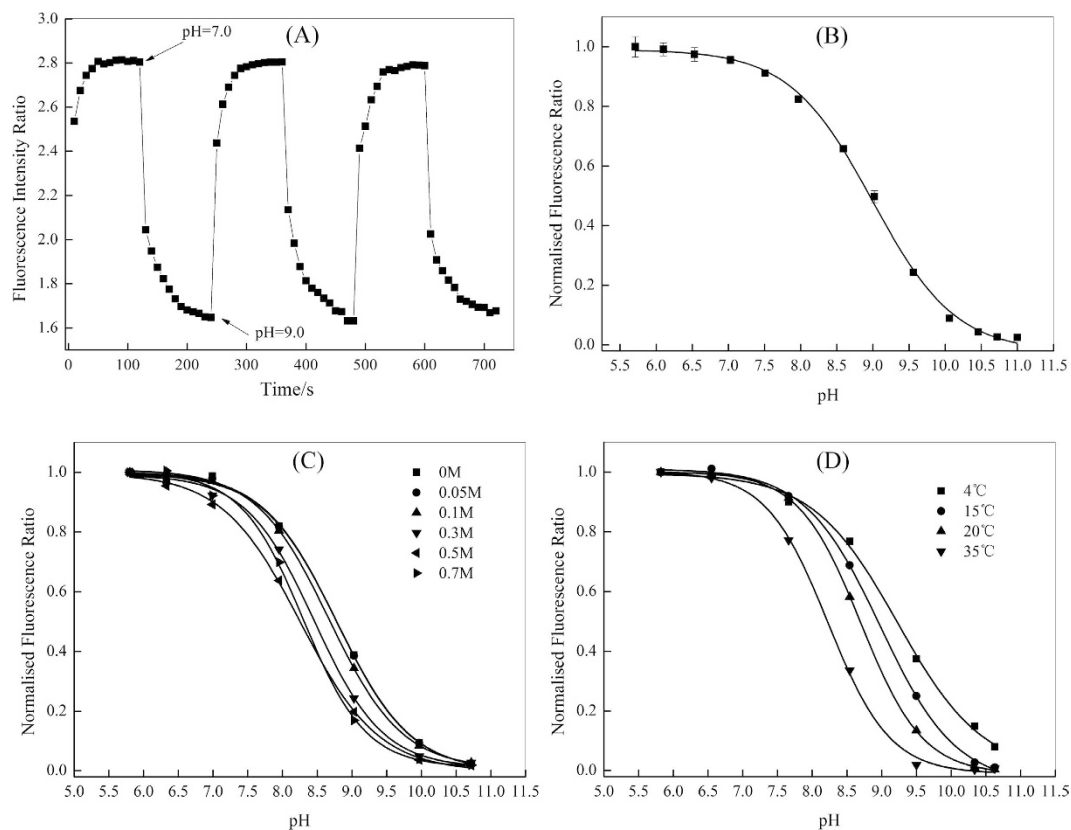 (A)
pH=7.0
pH=9.0
3.0
2.8
2.6
2.4
2.2
2.0
1.8
1.6
0 100 200 300 400 500 600 700
Time/s
Fluorescence Intensity Ratio
(B)
1.0
0.8
0.6
0.4
0.2
0.0
5.5 6.0 6.5 7.0 7.5 8.0 8.5 9.0 9.5 10.0 10.5 11.0 11.5
pH
Normalised Fluorescence Ratio
(C)
0M
0.05M
0.1M
0.3M
0.5M
0.7M
1.0
0.8
0.6
0.4
0.2
0.0
5.0 5.5 6.0 6.5 7.0 7.5 8.0 8.5 9.0 9.5 10.0 10.5 11.0
pH
Normalised Fluorescence Ratio
(D)
4℃
15℃
20℃
35℃
1.0
0.8
0.6
0.4
0.2
0.0
5.0 5.5 6.0 6.5 7.0 7.5 8.0 8.5 9.0 9.5 10.0 10.5 11.0 11.5
pH
Normalised Fluorescence Ratio